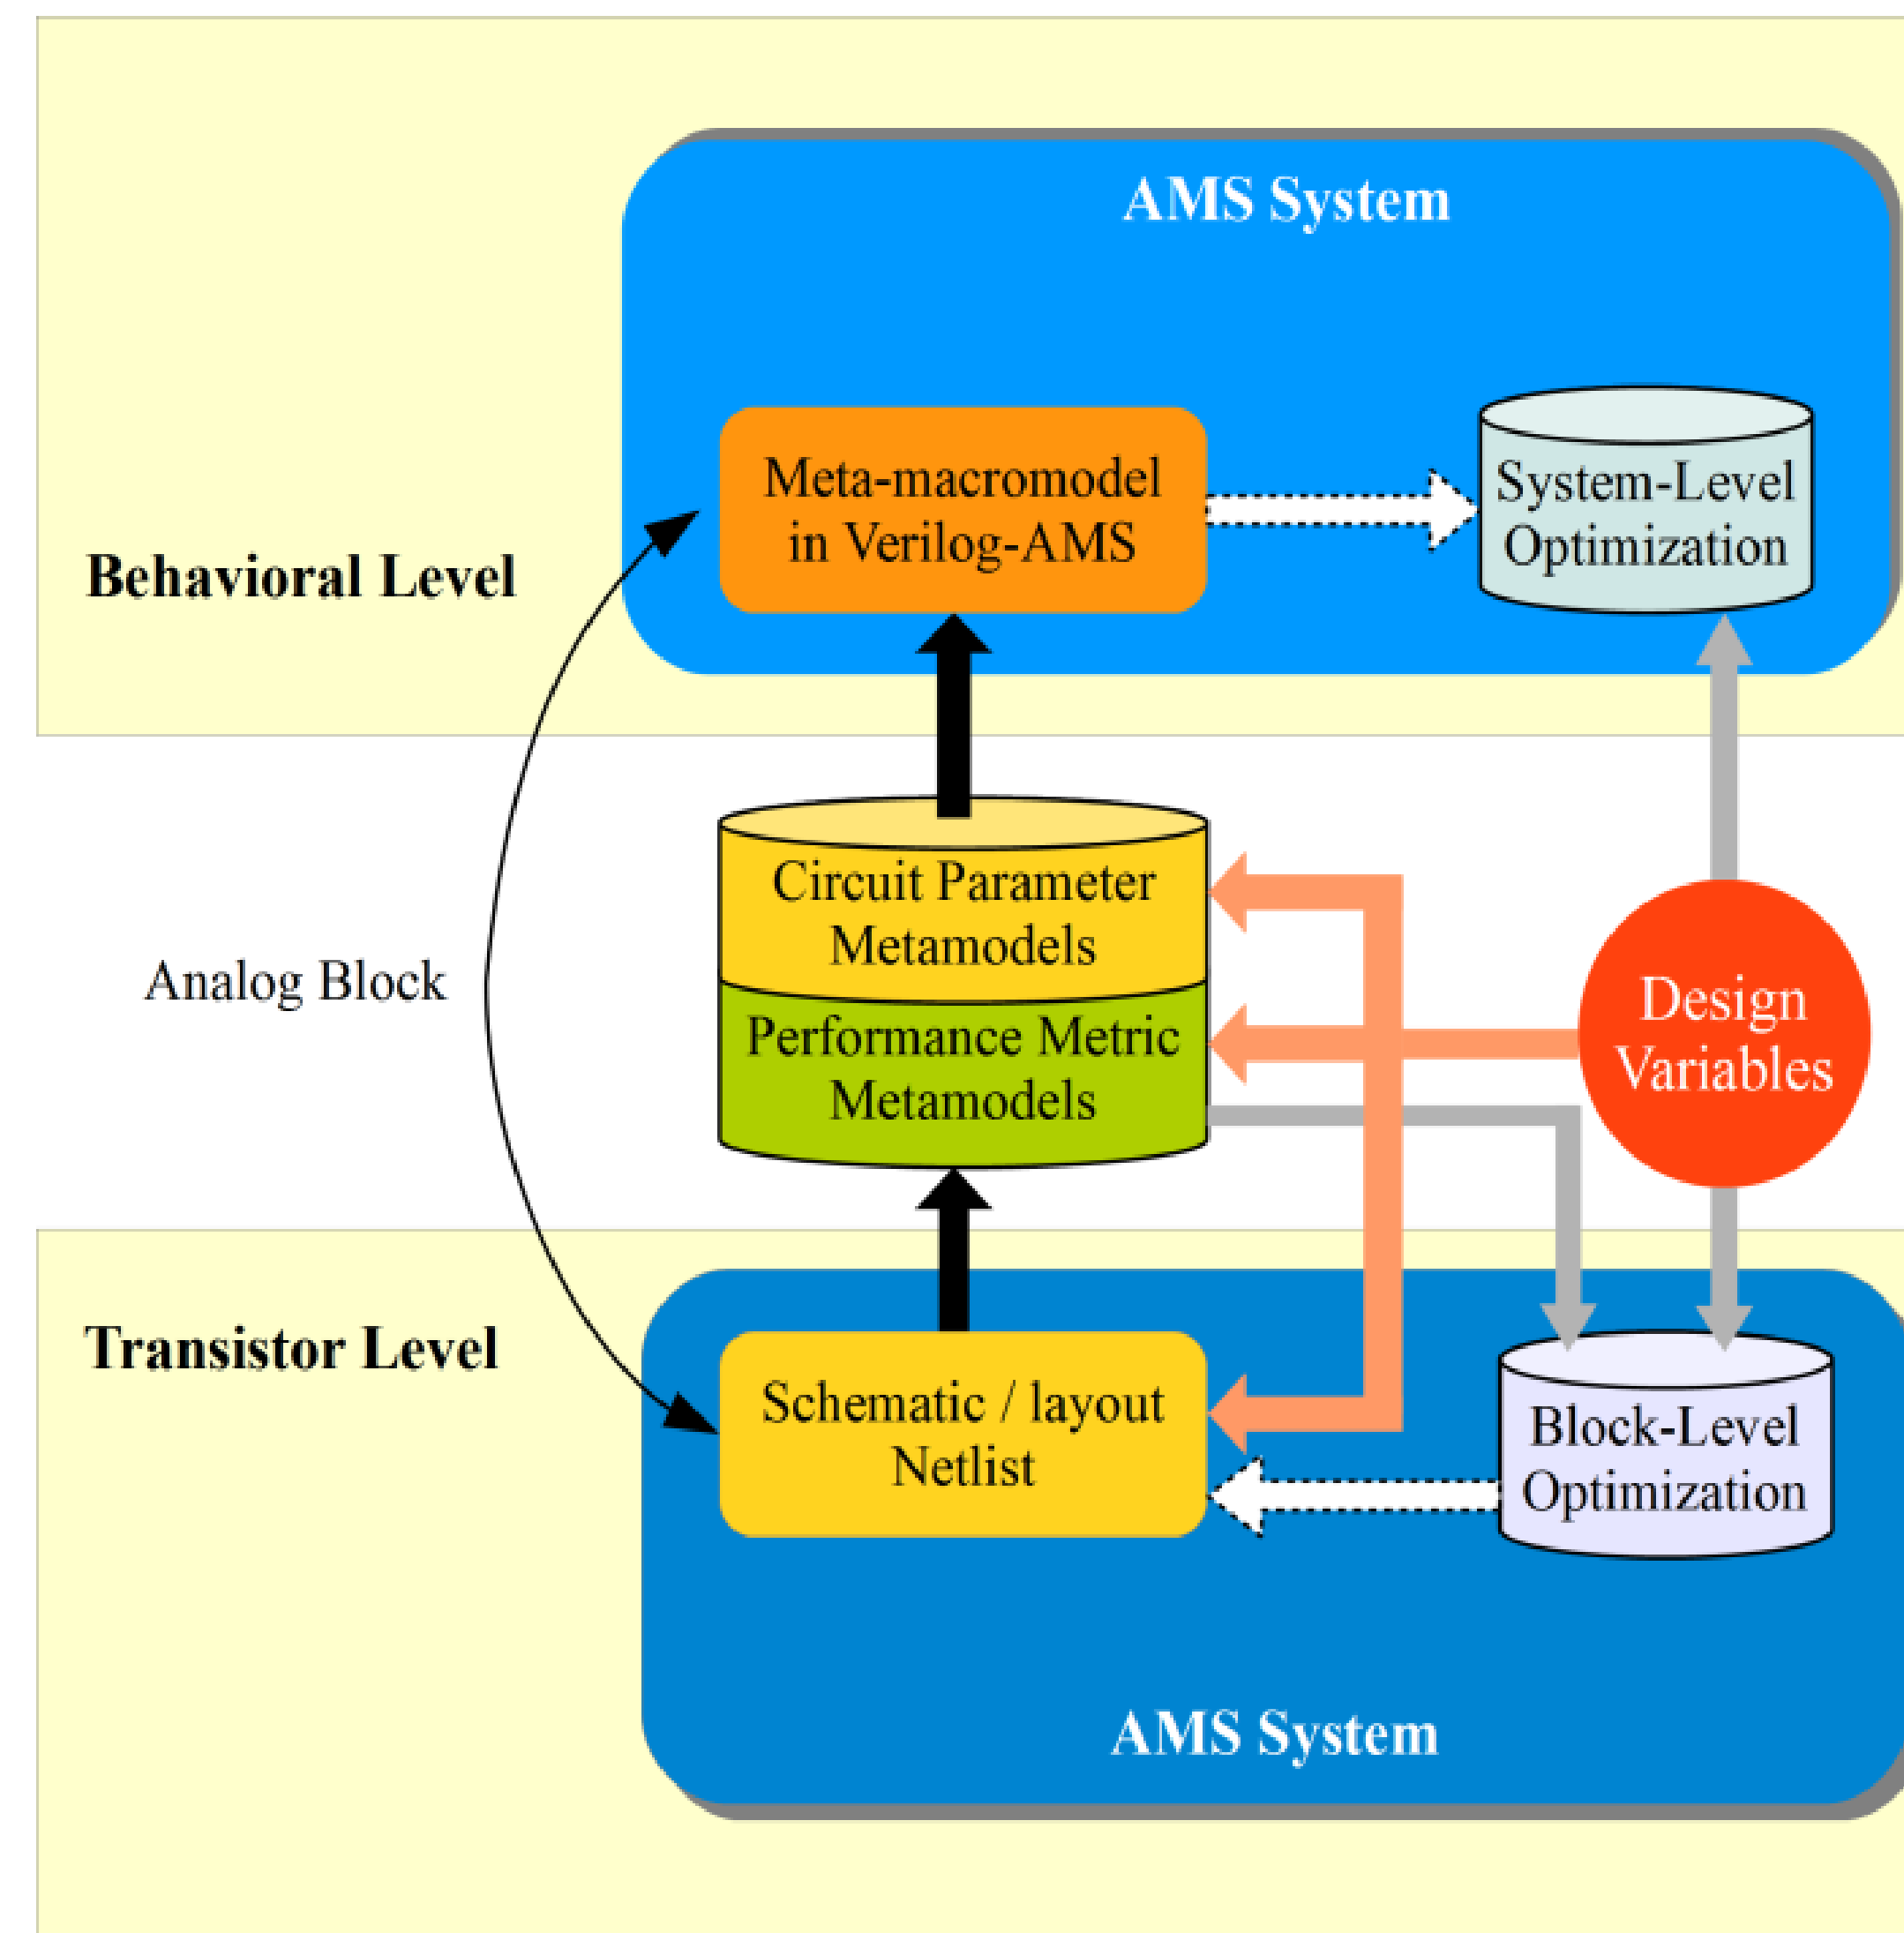 AMS System
Meta-macromodel
in Verilog-AMS
System-Level
Optimization
Behavioral Level
Circuit Parameter
Metamodels
Analog Block
Performance Metric
Metamodels
Design
Variables
Transistor Level
Schematic / layout
Netlist
Block-Level
Optimization
AMS System